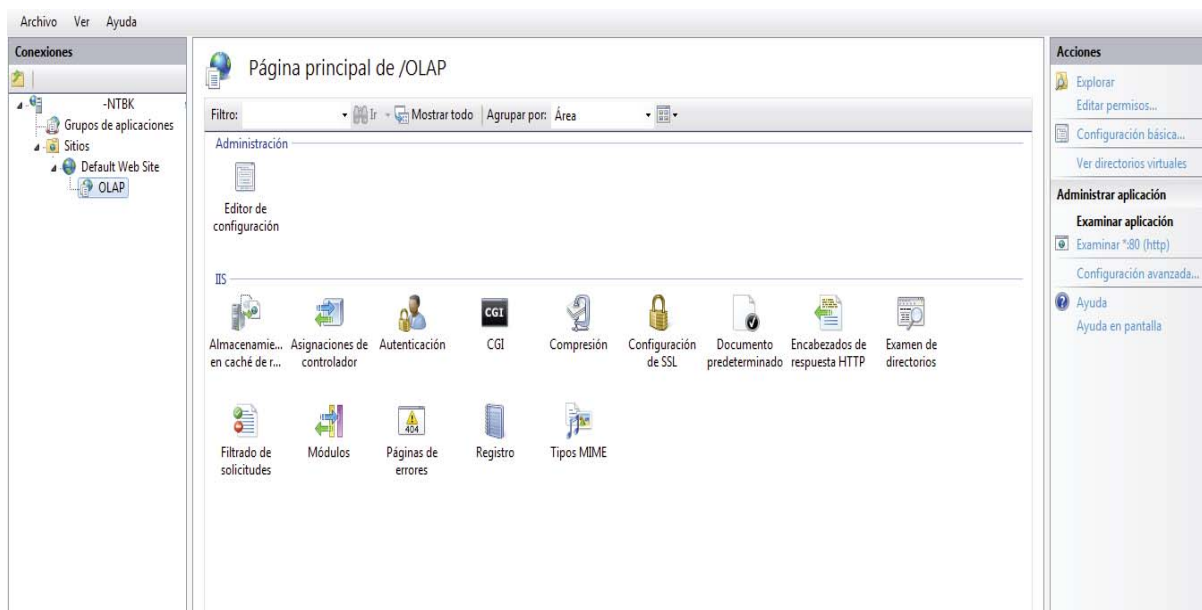 Archivo Ver Ayuda
Conexiones
-NTBK
Grupos de aplicaciones
Sitios
Default Web Site
OLAP
Página principal de /OLAP
Filtro: Ir Mostrar todo Agrupar por: Área
Administración
Editor de
configuración
IIS
Almacenamie... Asignaciones de Autenticación CGI Compresión Configuración Documento Encabezados de Examen de
en caché de r... controlador de SSL predeterminado respuesta HTTP directorios
CGI
Filtrado de Módulos Páginas de Registro Tipos MIME
solicitudes errores
404
Acciones
Explorar
Editar permisos...
Configuración básica...
Ver directorios virtuales
Administrar aplicación
Examinar aplicación
Examinar *:80 (http)
Configuración avanzada...
Ayuda
Ayuda en pantalla